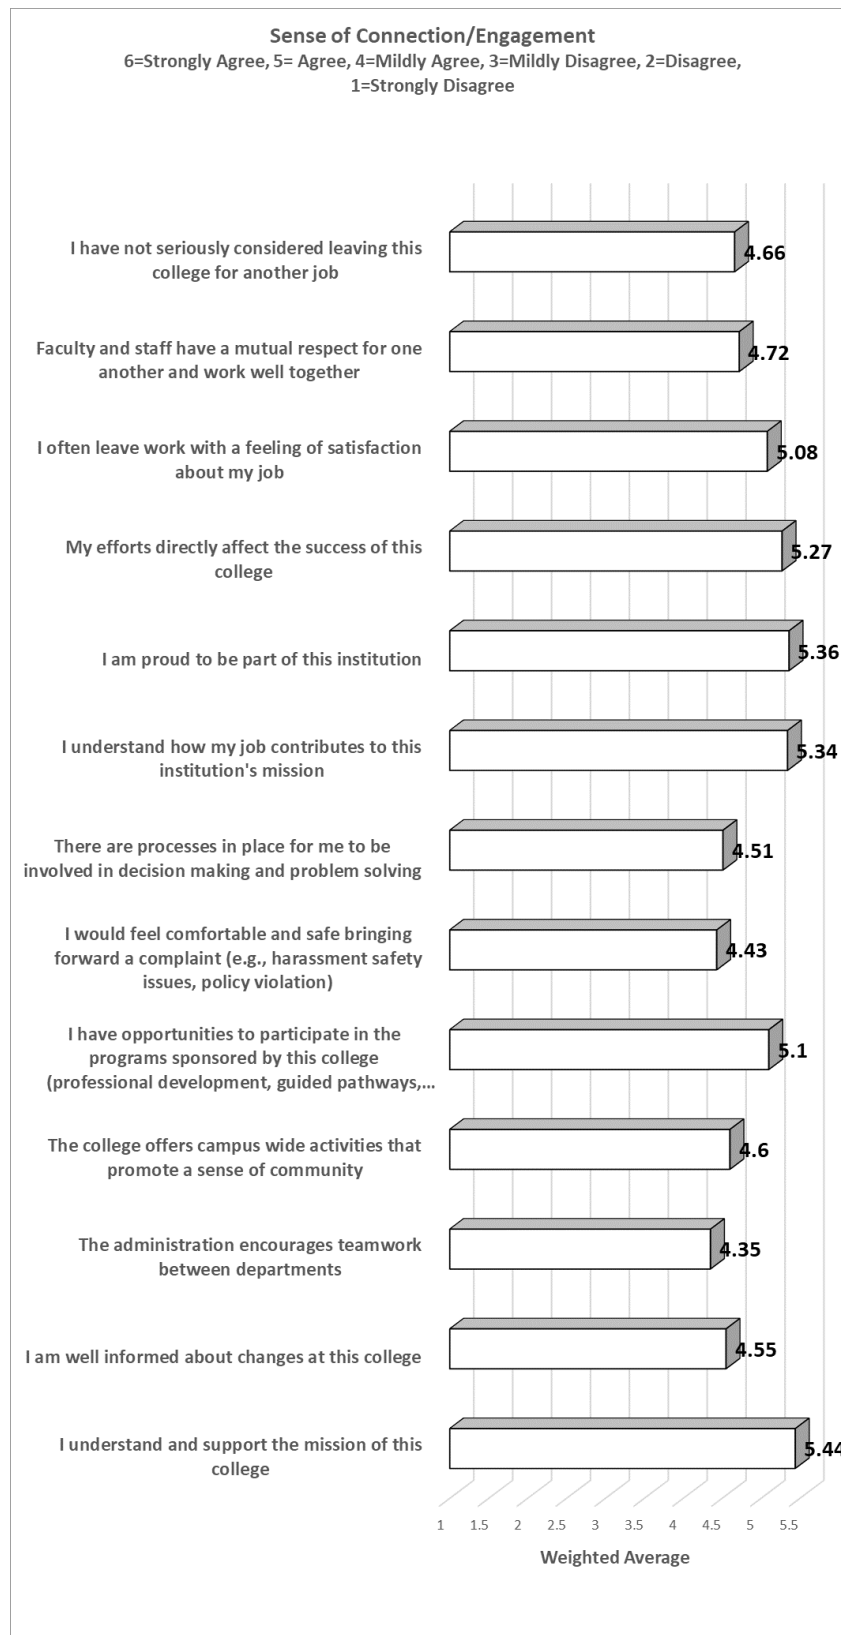 Sense of Connection/Engagement
6=Strongly Agree, 5= Agree, 4=Mildly Agree, 3=Mildly Disagree, 2=Disagree,
1=Strongly Disagree
I have not seriously considered leaving this
college for another job
4.66
Faculty and staff have a mutual respect for one
another and work well together
4.72
I often leave work with a feeling of satisfaction
about my job
5.08
My efforts directly affect the success of this
college
5.27
I am proud to be part of this institution
5.36
I understand how my job contributes to this
institution's mission
5.34
There are processes in place for me to be
involved in decision making and problem solving
4.51
I would feel comfortable and safe bringing
forward a complaint (e.g., harassment safety
issues, policy violation)
4.43
I have opportunities to participate in the
programs sponsored by this college
(professional development, guided pathways,...
5.1
The college offers campus wide activities that
promote a sense of community
4.6
The administration encourages teamwork
between departments
4.35
I am well informed about changes at this college
4.55
I understand and support the mission of this
college
5.44
1 1.5 2 2.5 3 3.5 4 4.5 5 5.5
Weighted Average